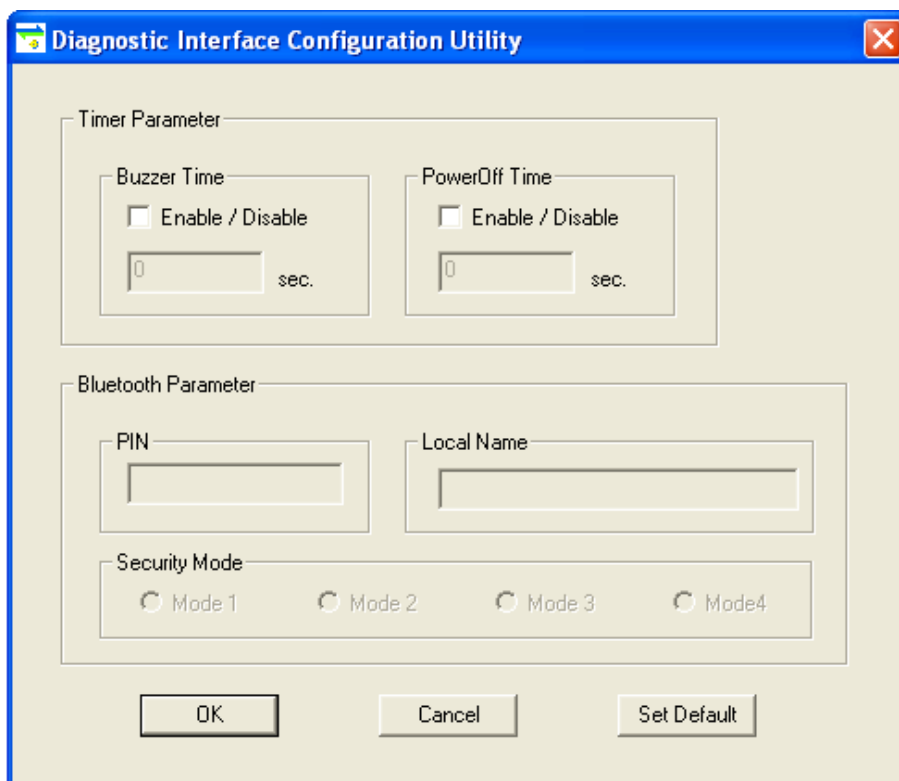 Diagnostic Interface Configuration Utility
Timer Parameter
Buzzer Time
PowerOff Time
Enable / Disable
Enable / Disable
0
sec.
0
sec.
Bluetooth Parameter
PIN
Local Name
Security Mode
Mode 1
Mode 2
Mode 3
Mode4
OK
Cancel
Set Default